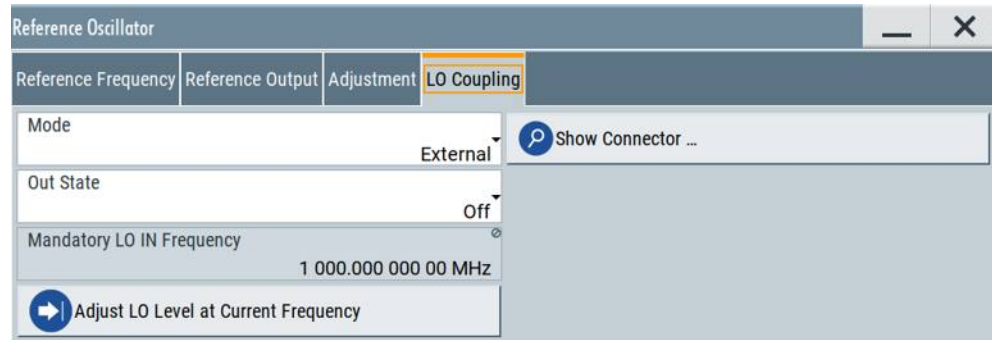 Reference Oscillator
Reference Frequency Reference Output Adjustment LO Coupling
Mode
External
Show Connector ...
Out State
Off
Mandatory LO IN Frequency
1 000.000 000 00 MHz
Adjust LO Level at Current Frequency